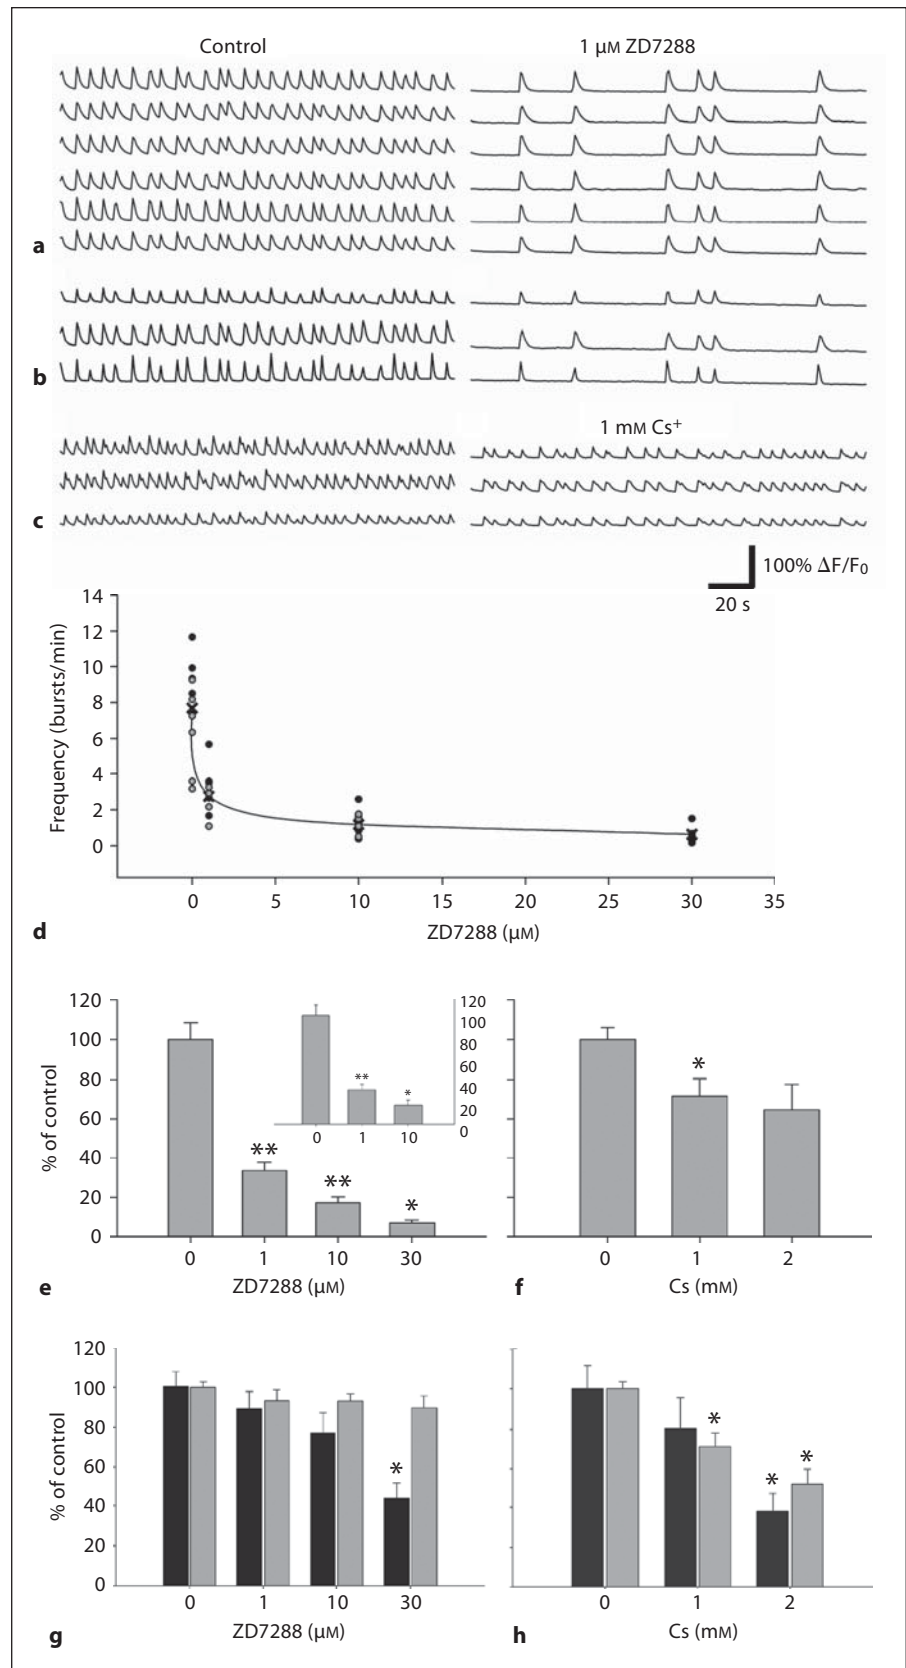 Control
1 µM ZD7288
a
b
1 mM Cs+
c
100% ΔF/F0
20 s
14
12
10
8
6
4
2
0
Frequency (bursts/min)
0 5 10 15 20 25 30 35
ZD7288 (µM)
d
120
100
80
60
40
20
0
% of control
** ** *
0 1 10 30
ZD7288 (µM)
e
120
100
80
60
40
20
0
** *
0 1 10
*
0 1 2
Cs (mM)
f
120
100
80
60
40
20
0
% of control
*
0 1 10 30
ZD7288 (µM)
g
* * *
0 1 2
Cs (mM)
h